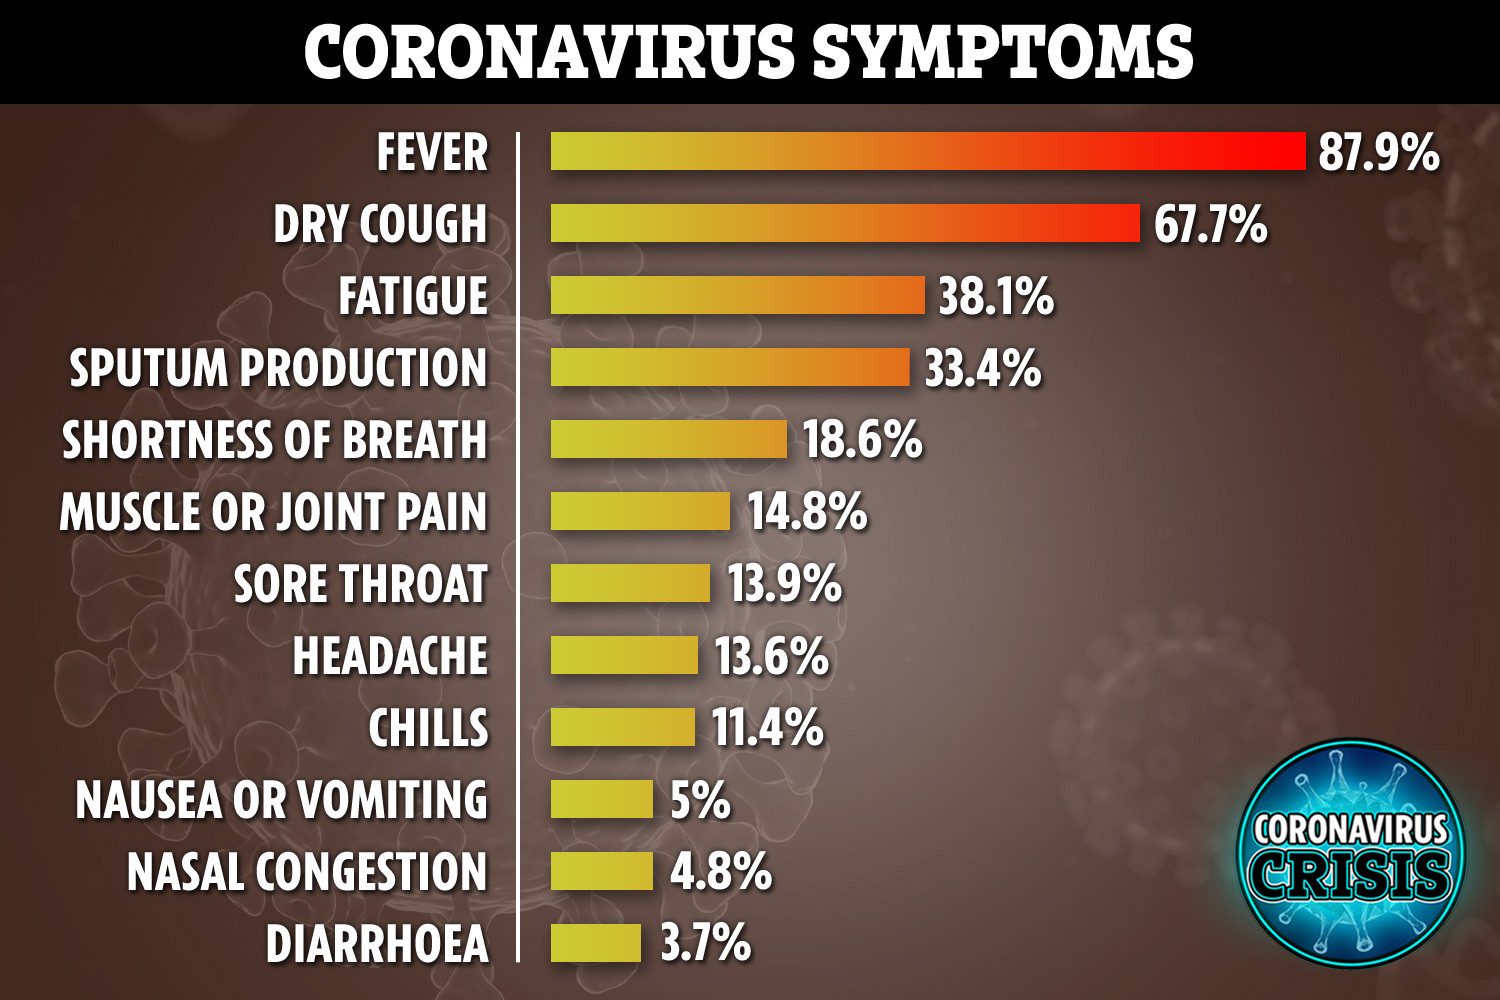 CORONAVIRUS SYMPTOMS
FEVER 87.9%
DRY COUGH 67.7%
FATIGUE 38.1%
SPUTUM PRODUCTION 33.4%
SHORTNESS OF BREATH 18.6%
MUSCLE OR JOINT PAIN 14.8%
SORE THROAT 13.9%
HEADACHE 13.6%
CHILLS 11.4%
NAUSEA OR VOMITING 5%
NASAL CONGESTION 4.8%
DIARRHOEA 3.7%
CORONAVIRUS
CRISIS